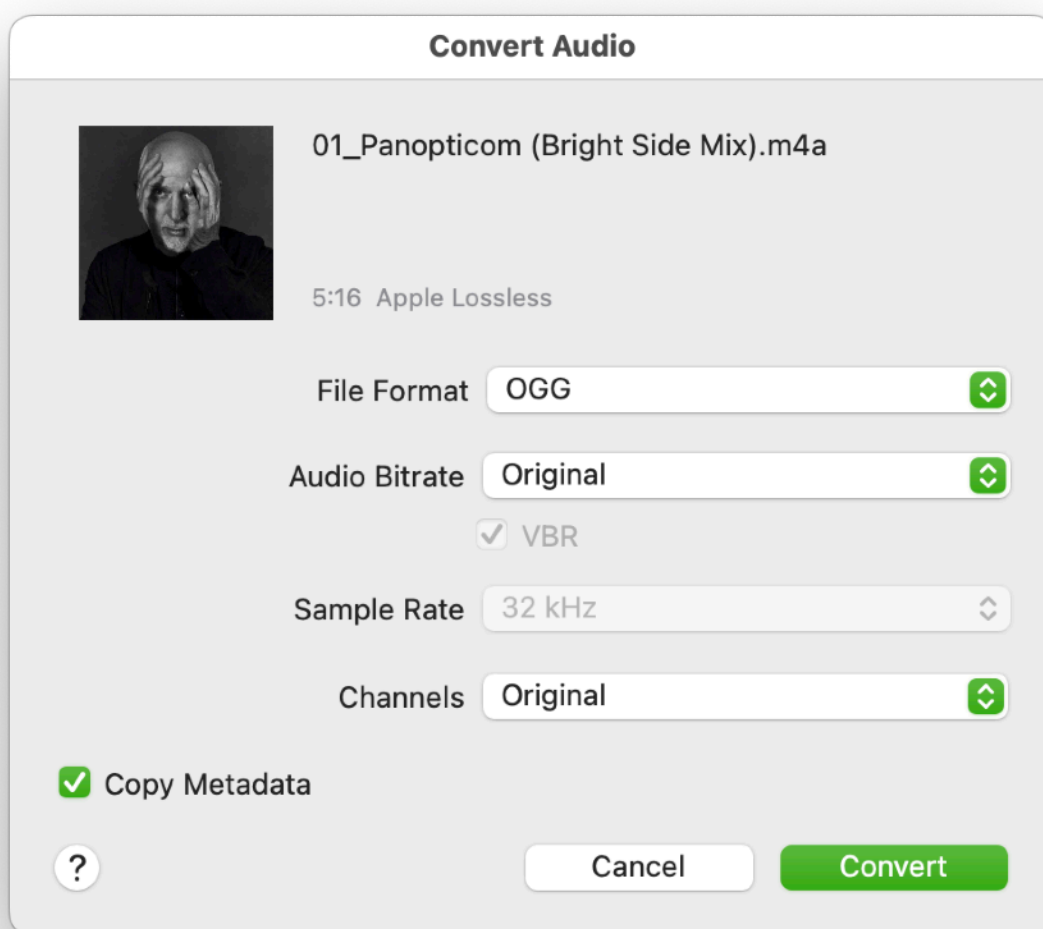 Convert Audio
01_Panopticom (Bright Side Mix).m4a
5:16 Apple Lossless
File Format OGG
Audio Bitrate Original
VBR
Sample Rate 32 kHz
Channels Original
Copy Metadata
? Cancel Convert